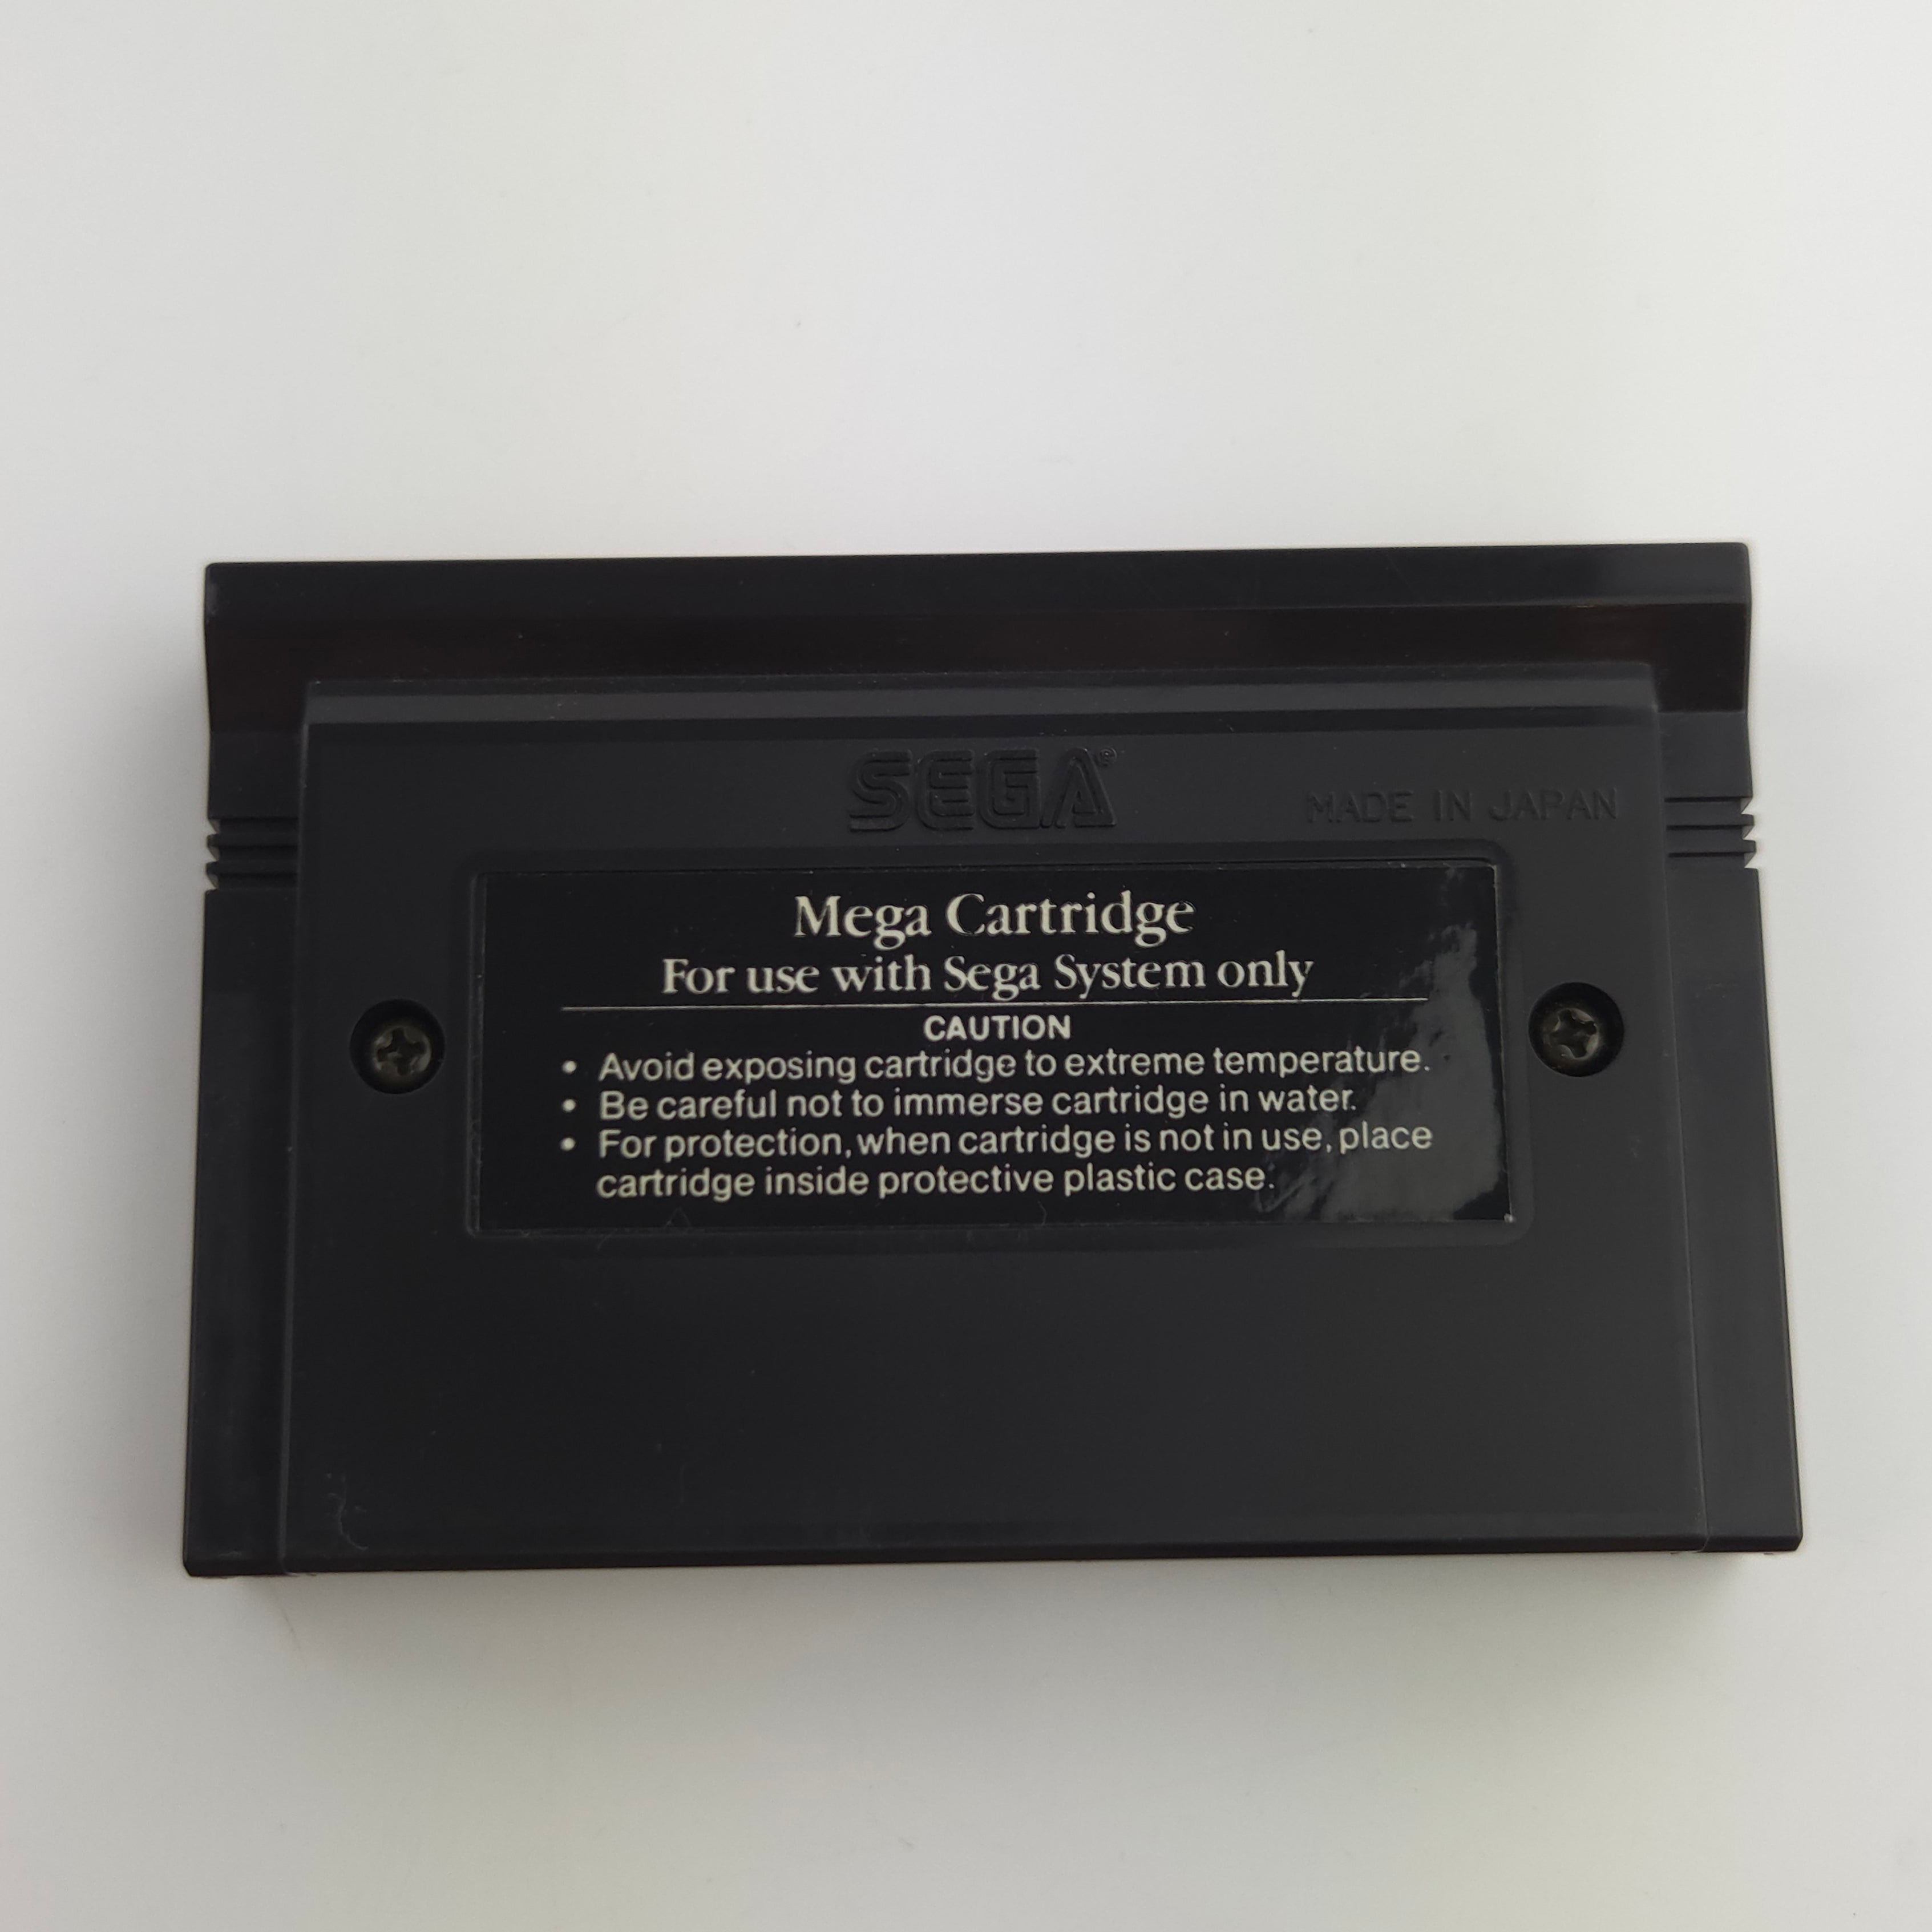 SEGA®
MADE IN JAPAN
Mega Cartridge
For use with Sega System only
CAUTION
• Avoid exposing cartridge to extreme temperature.
• Be careful not to immerse cartridge in water.
• For protection, when cartridge is not in use, place
cartridge inside protective plastic case.